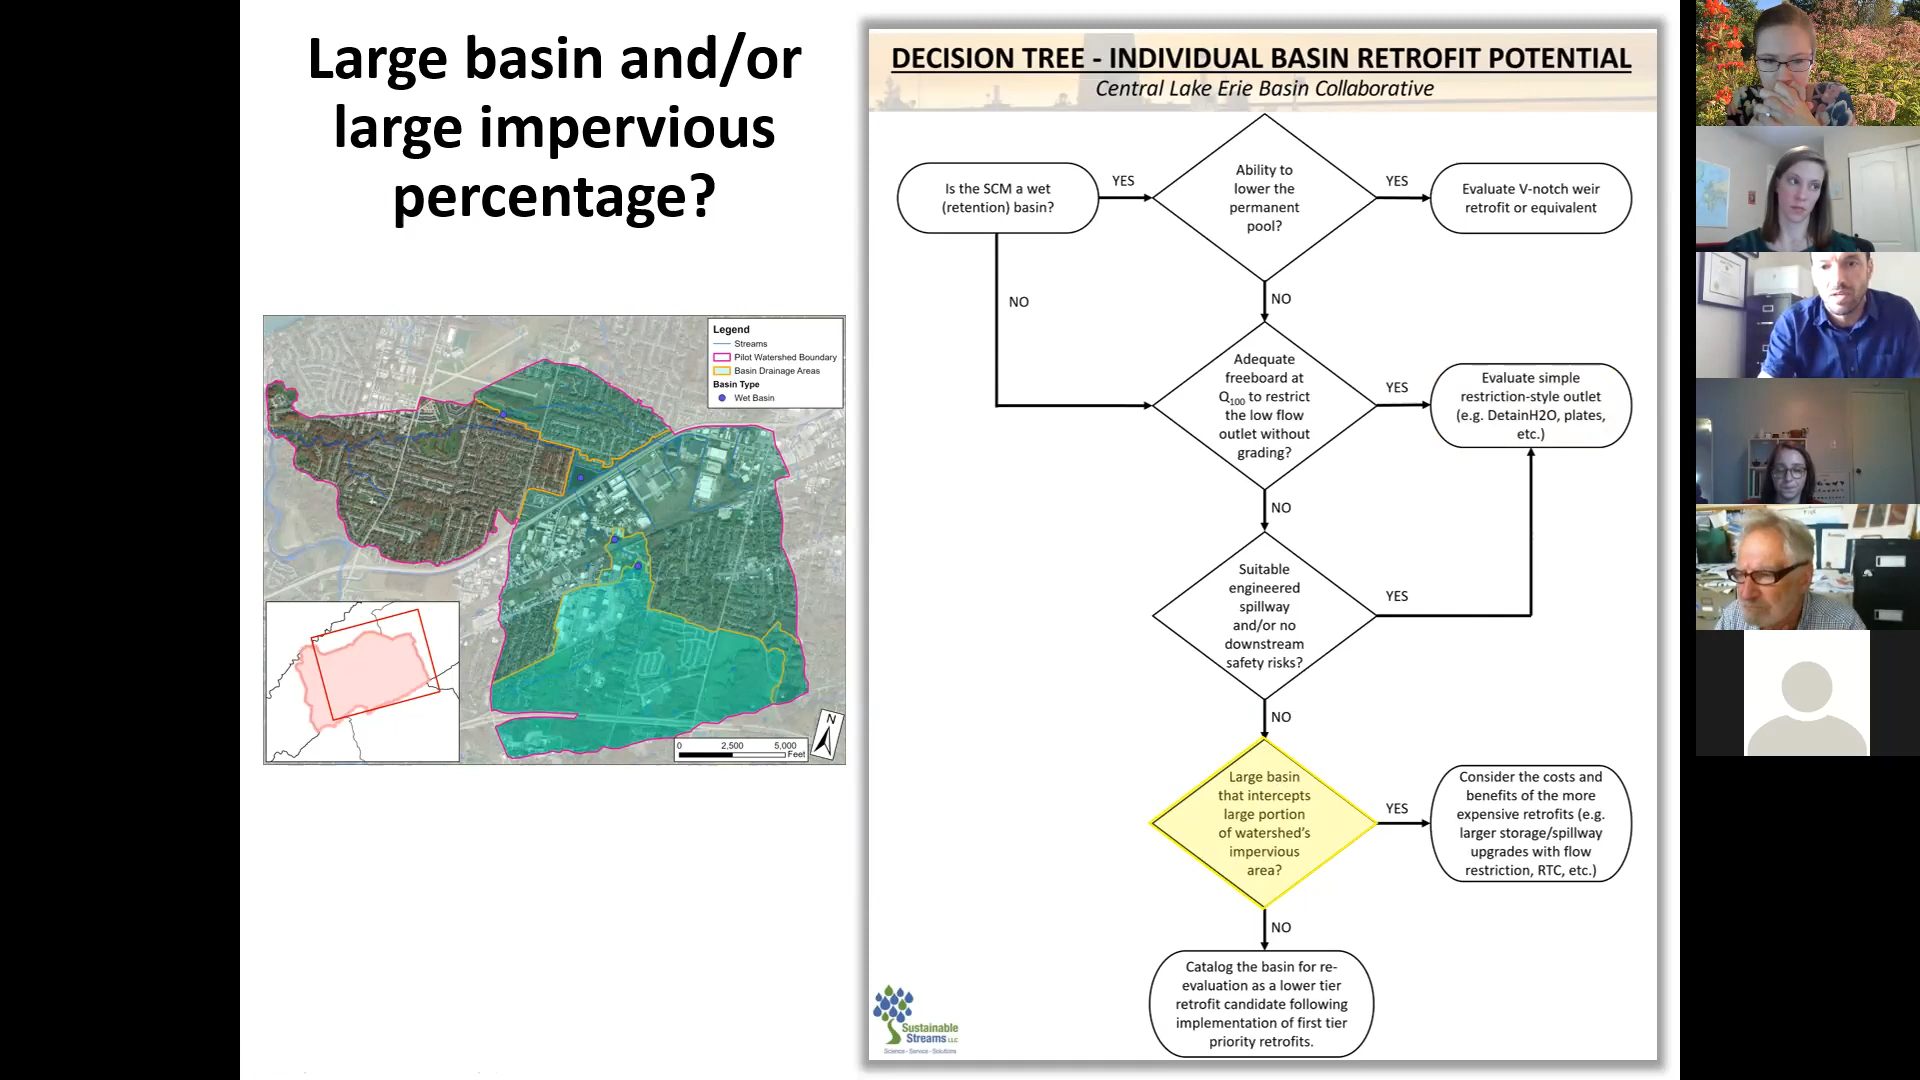 Large basin and/or
large impervious
percentage?
Legend
Streams
Pilot Watershed Boundary
Basin Drainage Areas
Basin Type
Wet Basin
N
0 2,500 5,000
Feet
DECISION TREE - INDIVIDUAL BASIN RETROFIT POTENTIAL
Central Lake Erie Basin Collaborative
Is the SCM a wet
(retention) basin?
YES
Ability to
lower the
permanent
pool?
YES
Evaluate V-notch weir
retrofit or equivalent
NO
NO
Adequate
freeboard at
Q100 to restrict
the low flow
outlet without
grading?
YES
Evaluate simple
restriction-style outlet
(e.g. DetainH2O, plates,
etc.)
NO
Suitable
engineered
spillway
and/or no
downstream
safety risks?
YES
NO
Large basin
that intercepts
large portion
of watershed's
impervious
area?
YES
Consider the costs and
benefits of the more
expensive retrofits (e.g.
larger storage/spillway
upgrades with flow
restriction, RTC, etc.)
NO
Catalog the basin for re-
evaluation as a lower tier
retrofit candidate following
implementation of first tier
priority retrofits.
Sustainable
Streams LLC
Science - Service - Solutions